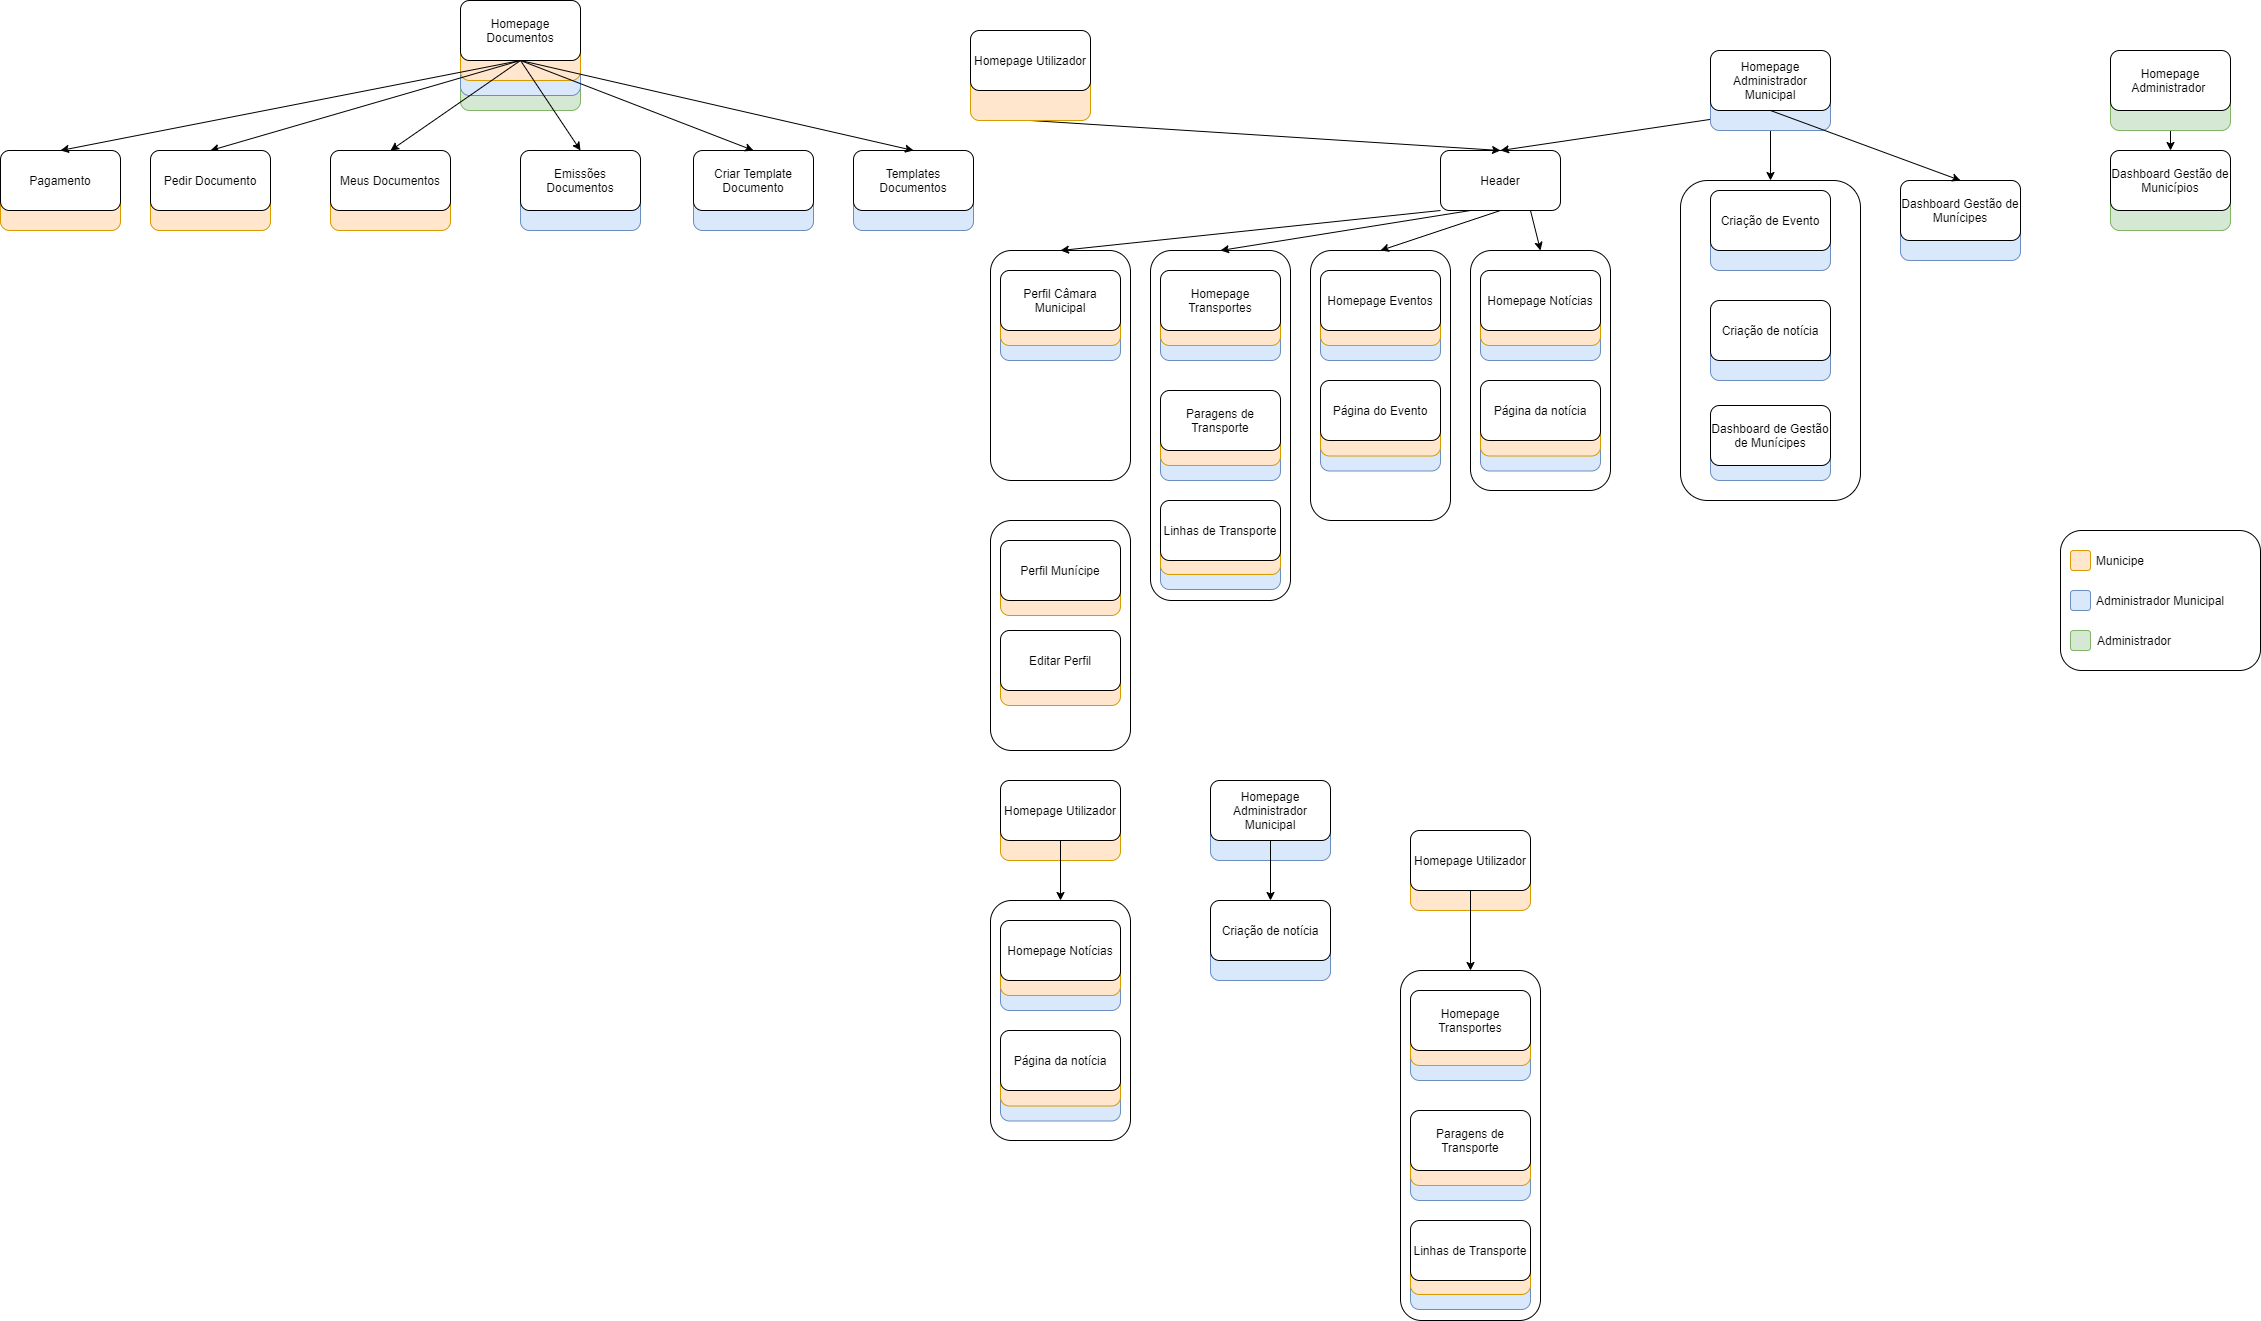 Homepage
Documentos
Pagamento
Pedir Documento
Meus Documentos
Emissões
Documentos
Criar Template
Documento
Templates
Documentos
Homepage Utilizador
Homepage
Administrador
Municipal
Homepage
Administrador
Header
Dashboard Gestão de
Municípios
Dashboard Gestão de
Munícipes
Perfil Câmara
Municipal
Homepage
Transportes
Paragens de
Transporte
Linhas de Transporte
Homepage Eventos
Página do Evento
Homepage Notícias
Página da notícia
Criação de Evento
Criação de notícia
Dashboard de Gestão
de Munícipes
Perfil Munícipe
Editar Perfil
Municipe
Administrador Municipal
Administrador
Homepage Utilizador
Homepage Notícias
Página da notícia
Homepage
Administrador
Municipal
Criação de notícia
Homepage Utilizador
Homepage
Transportes
Paragens de
Transporte
Linhas de Transporte